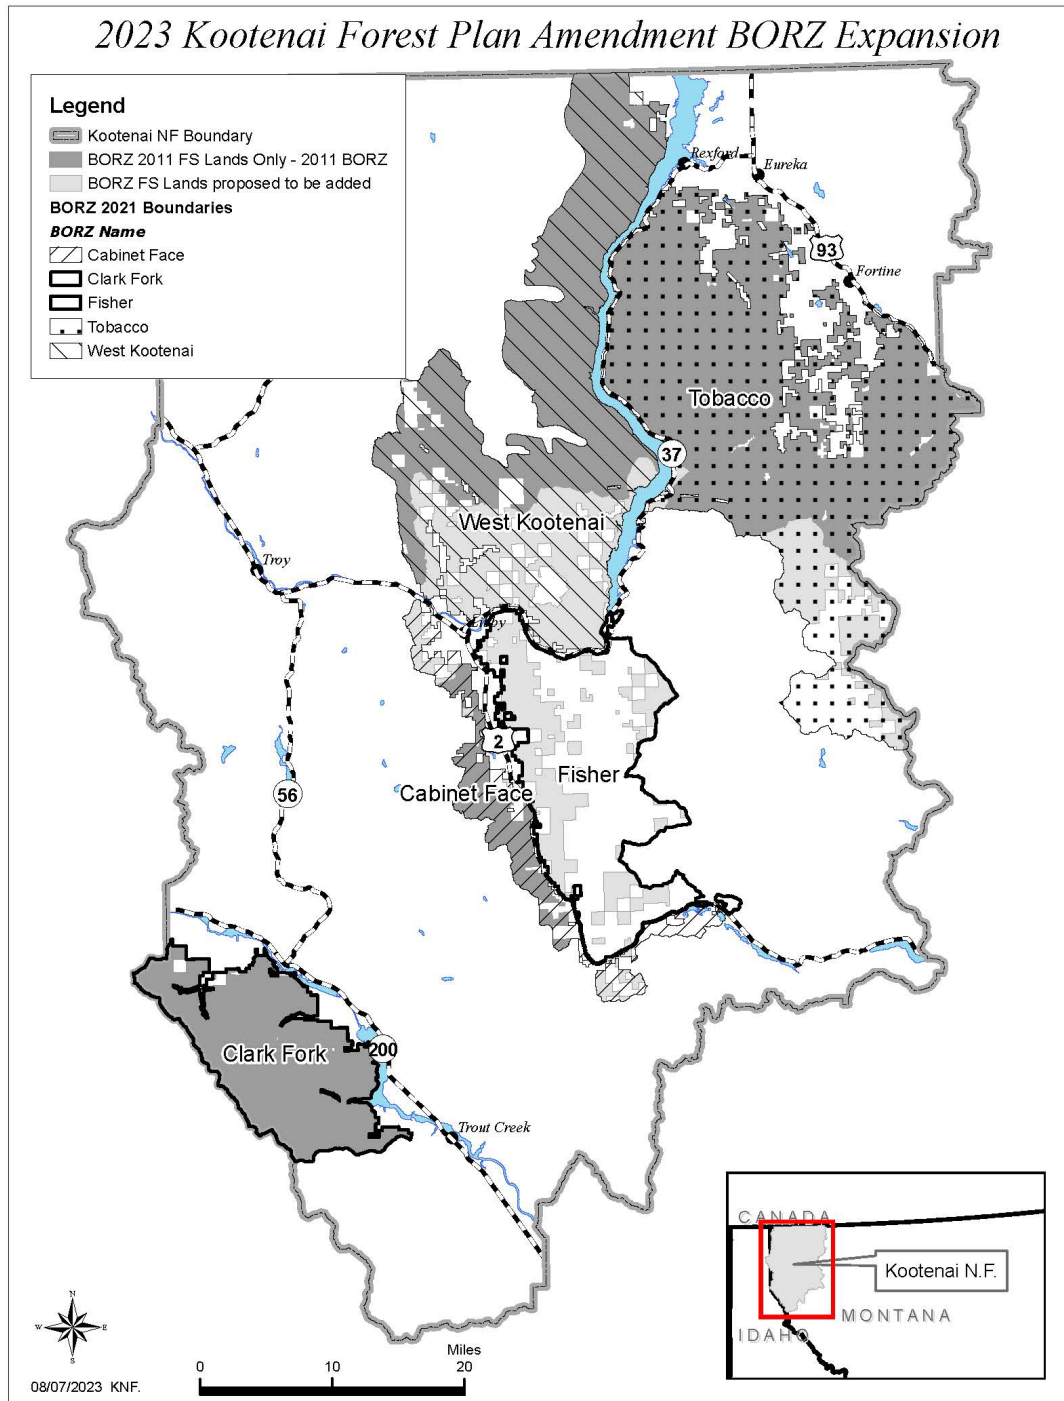 2023 Kootenai Forest Plan Amendment BORZ Expansion
Legend
Kootenai NF Boundary
BORZ 2011 FS Lands Only - 2011 BORZ
BORZ FS Lands proposed to be added
BORZ 2021 Boundaries
BORZ Name
Cabinet Face
Clark Fork
Fisher
Tobacco
West Kootenai
Rexford
Eureka
93
Fortine
Tobacco
37
West Kootenai
Troy
Libby
2
Fisher
Cabinet Face
56
Clark Fork
200
Trout Creek
CANADA
Kootenai N.F.
MONTANA
IDAHO
N
W
E
S
Miles
0
10
20
08/07/2023 KNF.